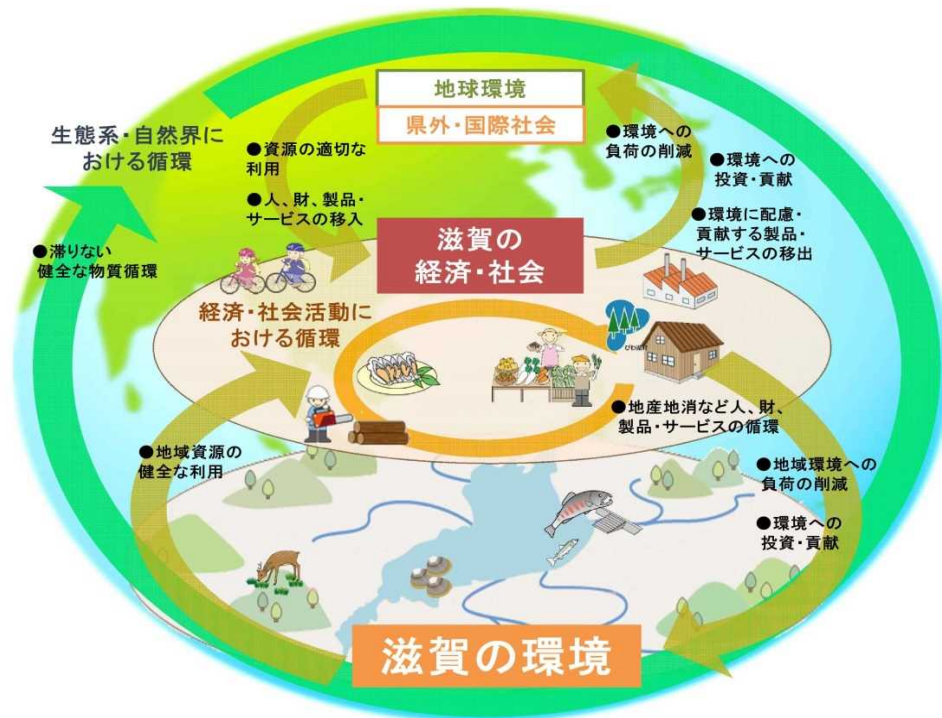 地球環境
県外・国際社会
生態系・自然界に
おける循環
●滞りない
健全な物質循環
●資源の適切な
利用
●人、財、製品・
サービスの移入
●環境への
負荷の削減
●環境への
投資・貢献
●環境に配慮・
貢献する製品・
サービスの移出
滋賀の
経済・社会
経済・社会活動に
おける循環
●地産地消など人、財、
製品・サービスの循環
●地域資源の
健全な利用
●地域環境への
負荷の削減
●環境への
投資・貢献
滋賀の環境